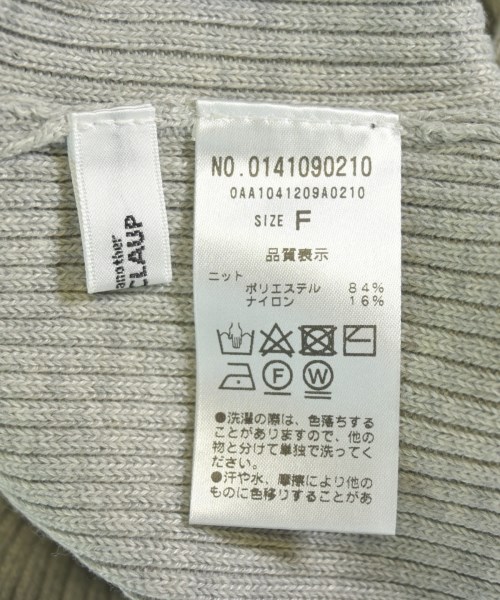 another
CLAUP
NO.0141090210
0AA1041209A0210
SIZE F
品質表示
ニット
ポリエステル 84%
ナイロン 16%
F W
●洗濯の際は、色落ちする
ことがありますので、他の
物と分けて単独で洗ってく
ださい。
●汗や水、摩擦により他の
ものに色移りすることがあ